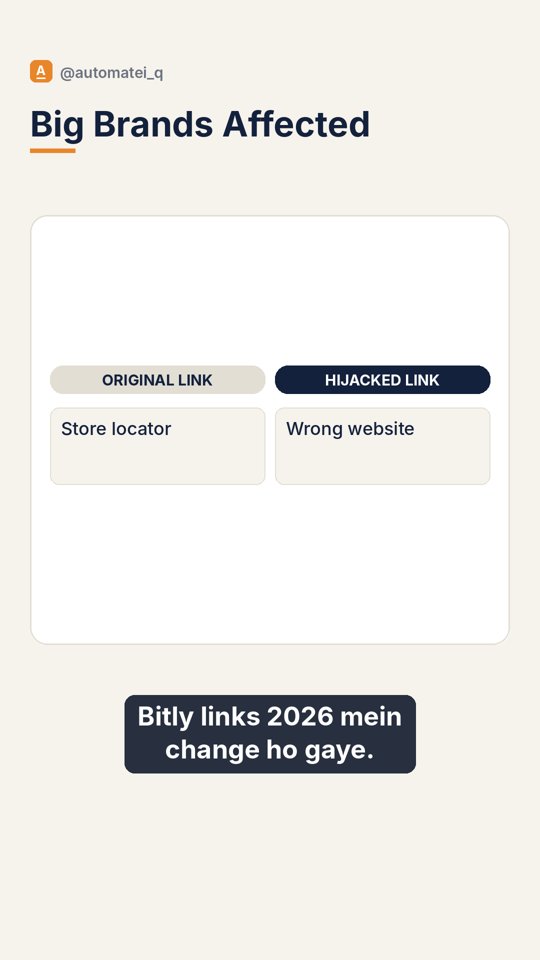 A
@automatei_q
Big Brands Affected
ORIGINAL LINK
HIJACKED LINK
Store locator
Wrong website
Bitly links 2026 mein
change ho gaye.